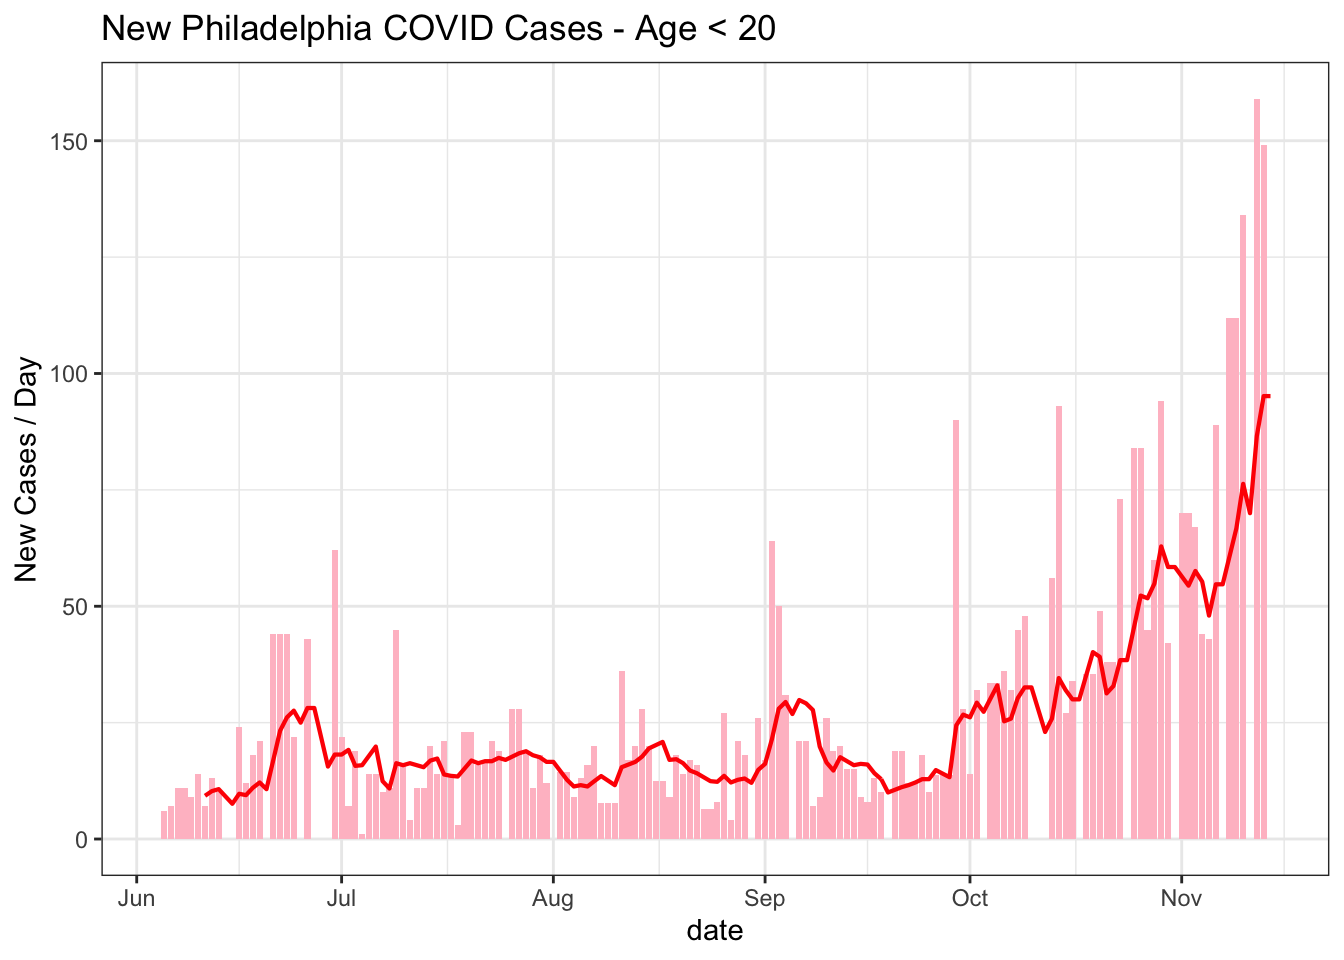 New Philadelphia COVID Cases - Age < 20
New Cases / Day
150
100
50
0
Jun Jul Aug Sep Oct Nov
date